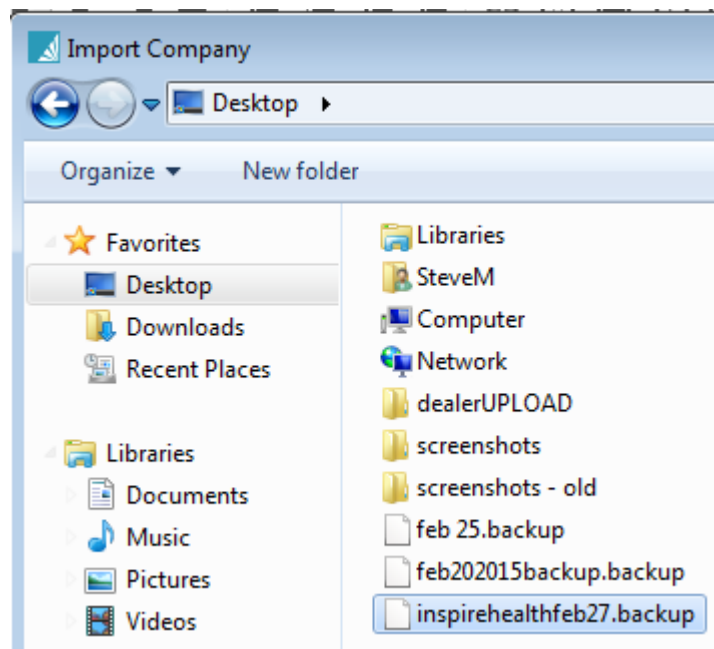 Import Company
Desktop
Organize
New folder
Favorites
Desktop
Downloads
Recent Places
Libraries
Documents
Music
Pictures
Videos
Libraries
SteveM
Computer
Network
dealerUPLOAD
screenshots
screenshots - old
feb 25.backup
feb202015backup.backup
inspirehealthfeb27.backup